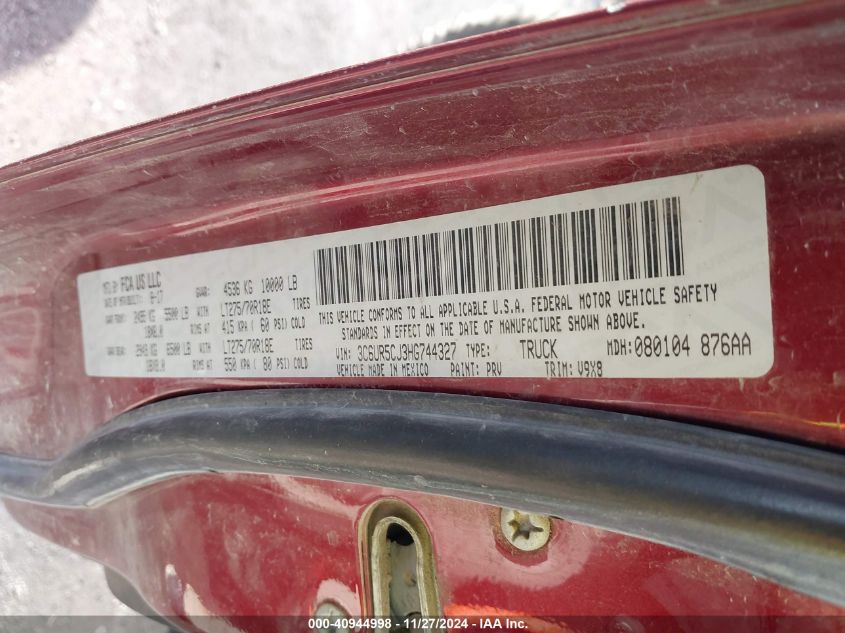 MFD BY FCA US LLC GVWR: 4536 KG 10000 LB
DATE OF MFR: 8-17
GAWR FRONT: 2495 KG 5500 LB LT275/70R18E TIRES
18X8.0 RIMS AT 415 KPA ( 60 PSI) COLD
GAWR REAR: 2948 KG 6500 LB LT275/70R18E TIRES
18X8.0 RIMS AT 550 KPA ( 80 PSI) COLD
THIS VEHICLE CONFORMS TO ALL APPLICABLE U.S.A. FEDERAL MOTOR VEHICLE SAFETY
STANDARDS IN EFFECT ON THE DATE OF MANUFACTURE SHOWN ABOVE.
VIN: 3C6UR5CJ3HG744327 TYPE: TRUCK MDH: 080104 876AA
VEHICLE MADE IN MEXICO PAINT: PRV TRIM: V9X8
000-40944998 - 11/27/2024 - IAA Inc.